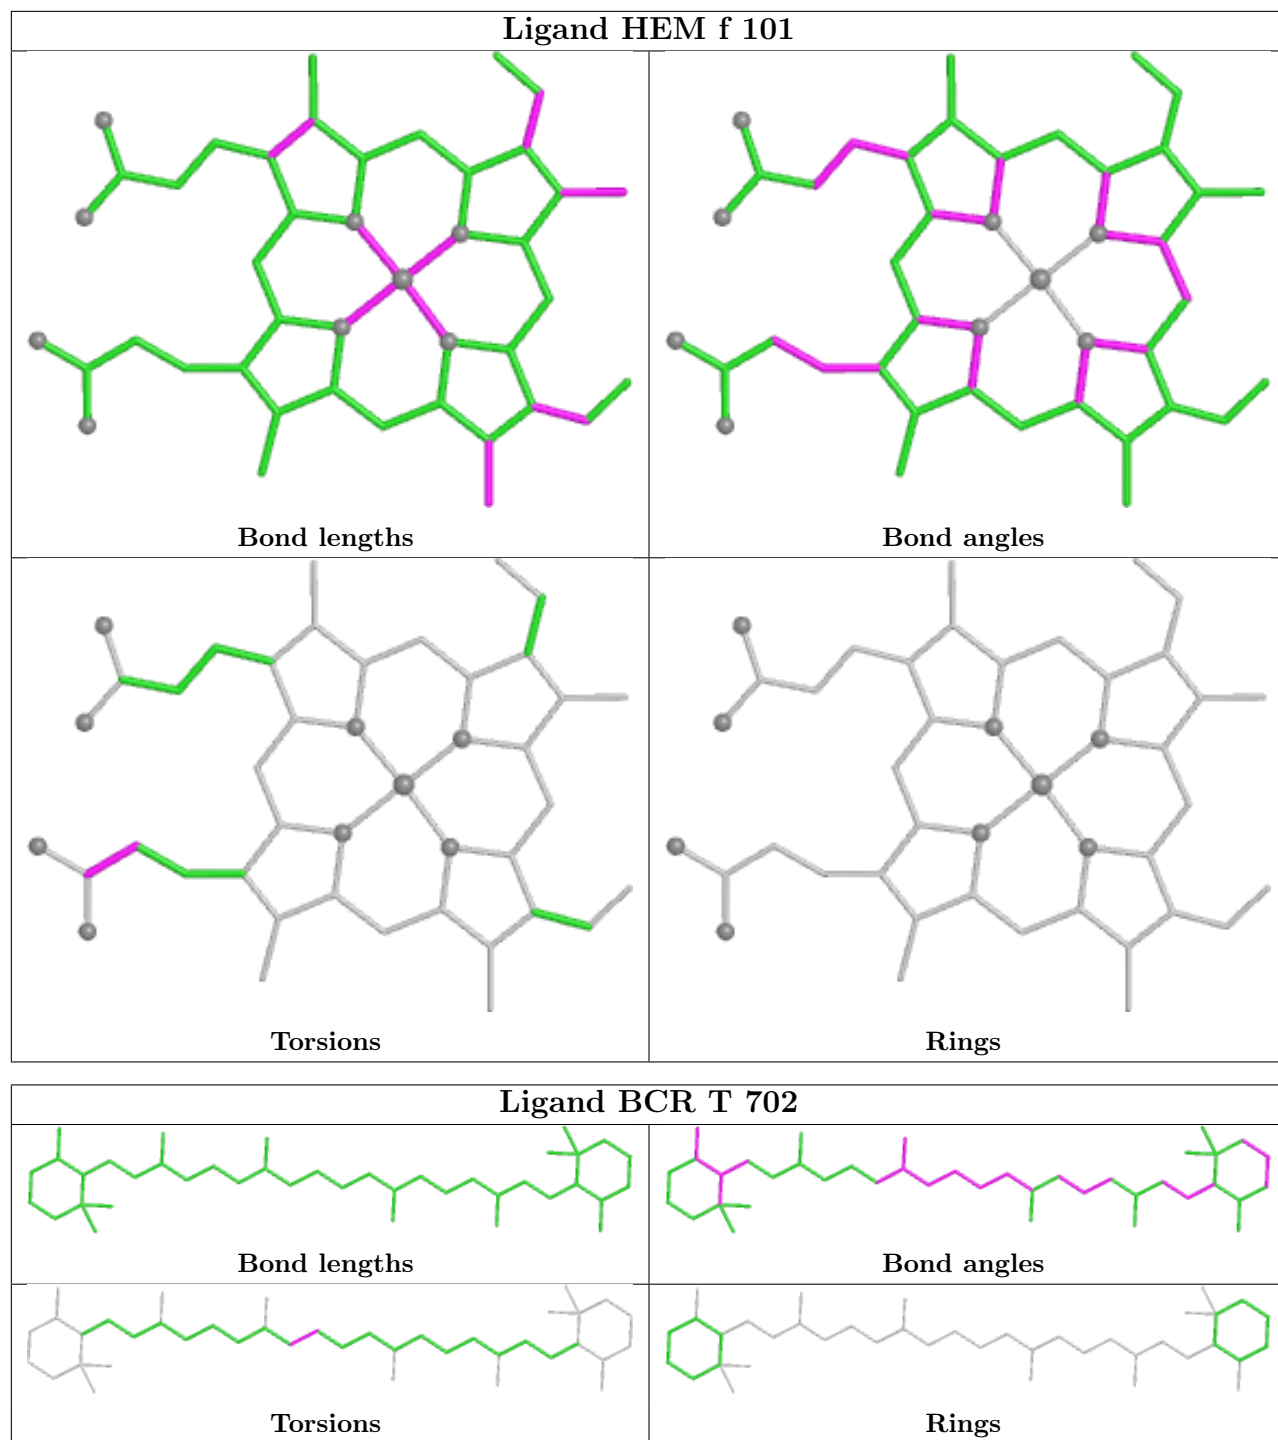 Ligand HEM f 101
Bond lengths
Bond angles
Torsions
Rings
Ligand BCR T 702
Bond lengths
Bond angles
Torsions
Rings